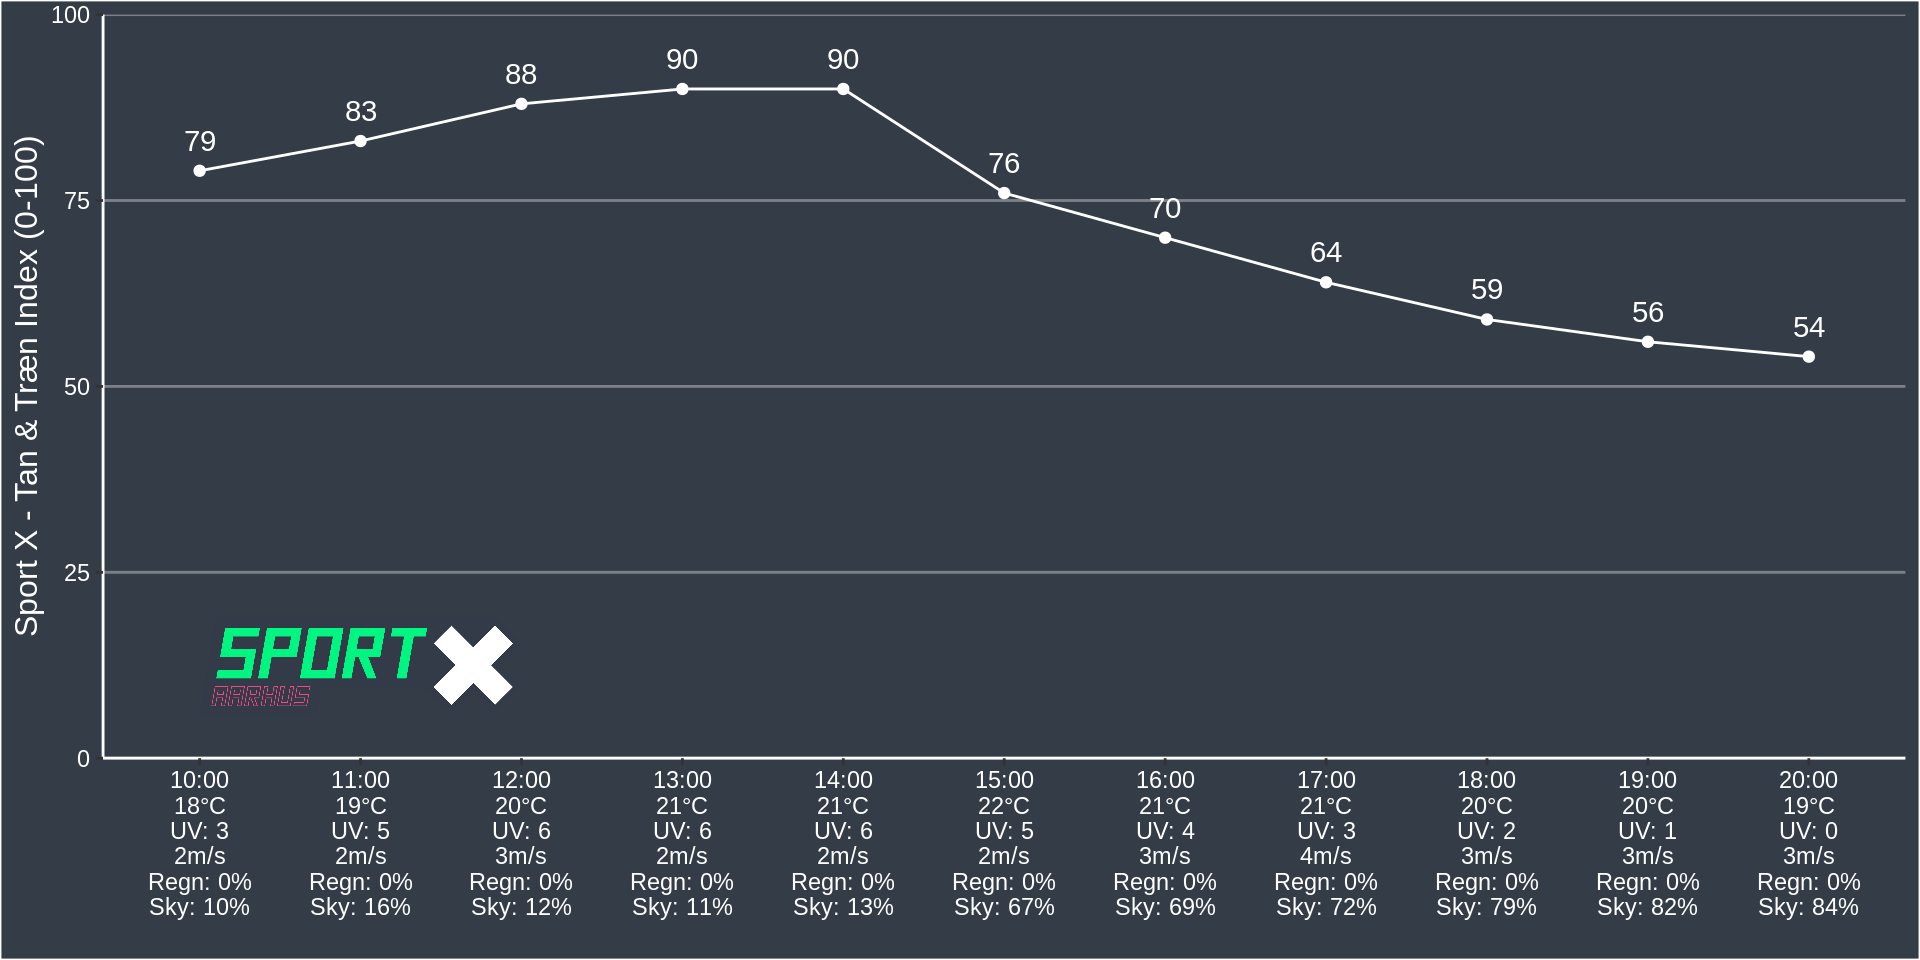 Sport X - Tan & Træn Index (0-100)
100
75
50
25
0
79
83
88
90
90
76
70
64
59
56
54
SPORT X
AARHUS
10:00 11:00 12:00 13:00 14:00 15:00 16:00 17:00 18:00 19:00 20:00
18°C 19°C 20°C 21°C 21°C 22°C 21°C 21°C 20°C 20°C 19°C
UV: 3 UV: 5 UV: 6 UV: 6 UV: 6 UV: 5 UV: 4 UV: 3 UV: 2 UV: 1 UV: 0
2m/s 2m/s 3m/s 2m/s 2m/s 2m/s 3m/s 4m/s 3m/s 3m/s 3m/s
Regn: 0% Regn: 0% Regn: 0% Regn: 0% Regn: 0% Regn: 0% Regn: 0% Regn: 0% Regn: 0% Regn: 0% Regn: 0%
Sky: 10% Sky: 16% Sky: 12% Sky: 11% Sky: 13% Sky: 67% Sky: 69% Sky: 72% Sky: 79% Sky: 82% Sky: 84%